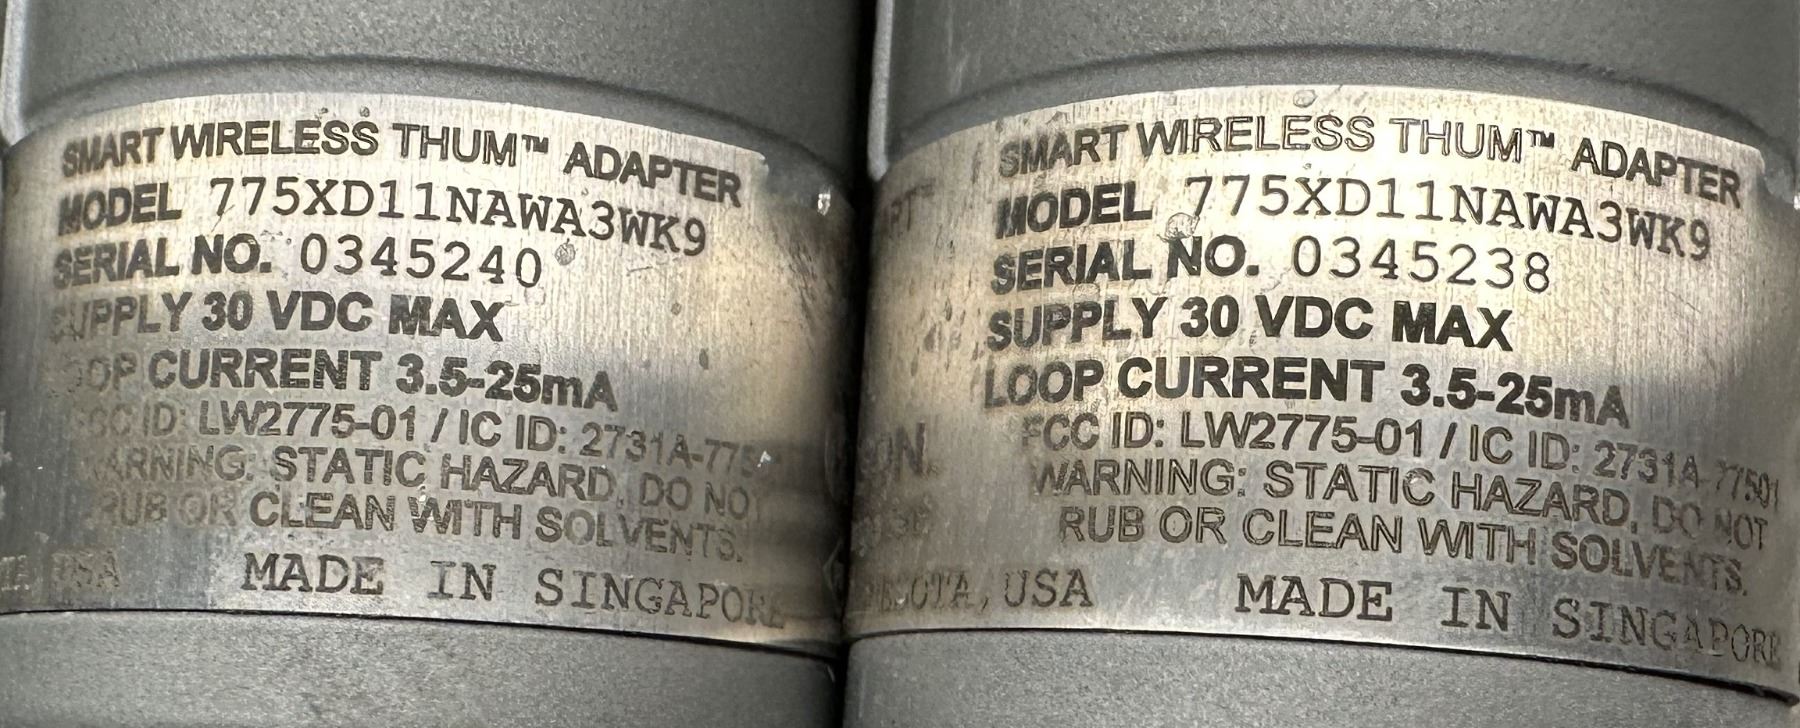 SMART WIRELESS THUM™ ADAPTER
MODEL 775XD11NAWA3WK9
SERIAL NO. 0345240
SUPPLY 30 VDC MAX
LOOP CURRENT 3.5-25mA
FCC ID: LW2775-01 / IC ID: 2731A-775
WARNING: STATIC HAZARD, DO NO
RUB OR CLEAN WITH SOLVENTS.
USA MADE IN SINGAPORE
SMART WIRELESS THUM™ ADAPTER
MODEL 775XD11NAWA3WK9
SERIAL NO. 0345238
SUPPLY 30 VDC MAX
LOOP CURRENT 3.5-25mA
FCC ID: LW2775-01 / IC ID: 2731A-77501
WARNING: STATIC HAZARD, DO NOT
RUB OR CLEAN WITH SOLVENTS.
USA MADE IN SINGAPORE